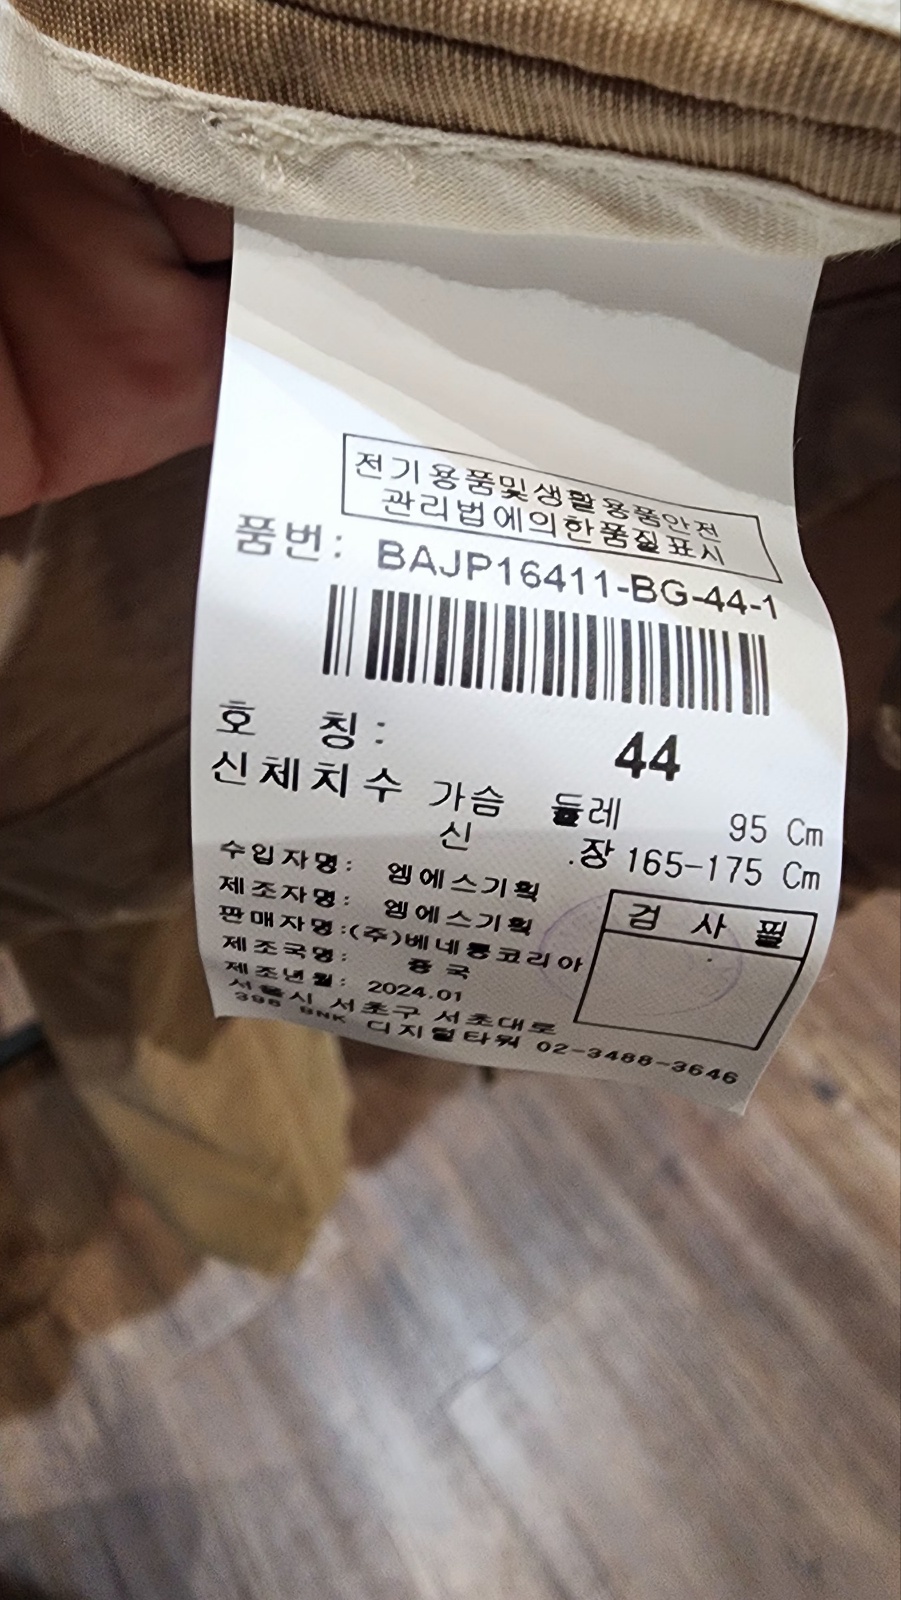 전기용품및생활용품안전
관리법에의한품질표시
품번: BAJP16411-BG-44-1
호 칭: 44
신체치수 가슴 둘레 95 Cm
신 장 165-175 Cm
수입자명: 엠에스기획
제조자명: 엠에스기획
판매자명:(주)베네통코리아
제조국명: 중국
제조년월: 2024.01
검 사 필
서울시 서초구 서초대로
398 BNK 디지털타워 02-3488-3646